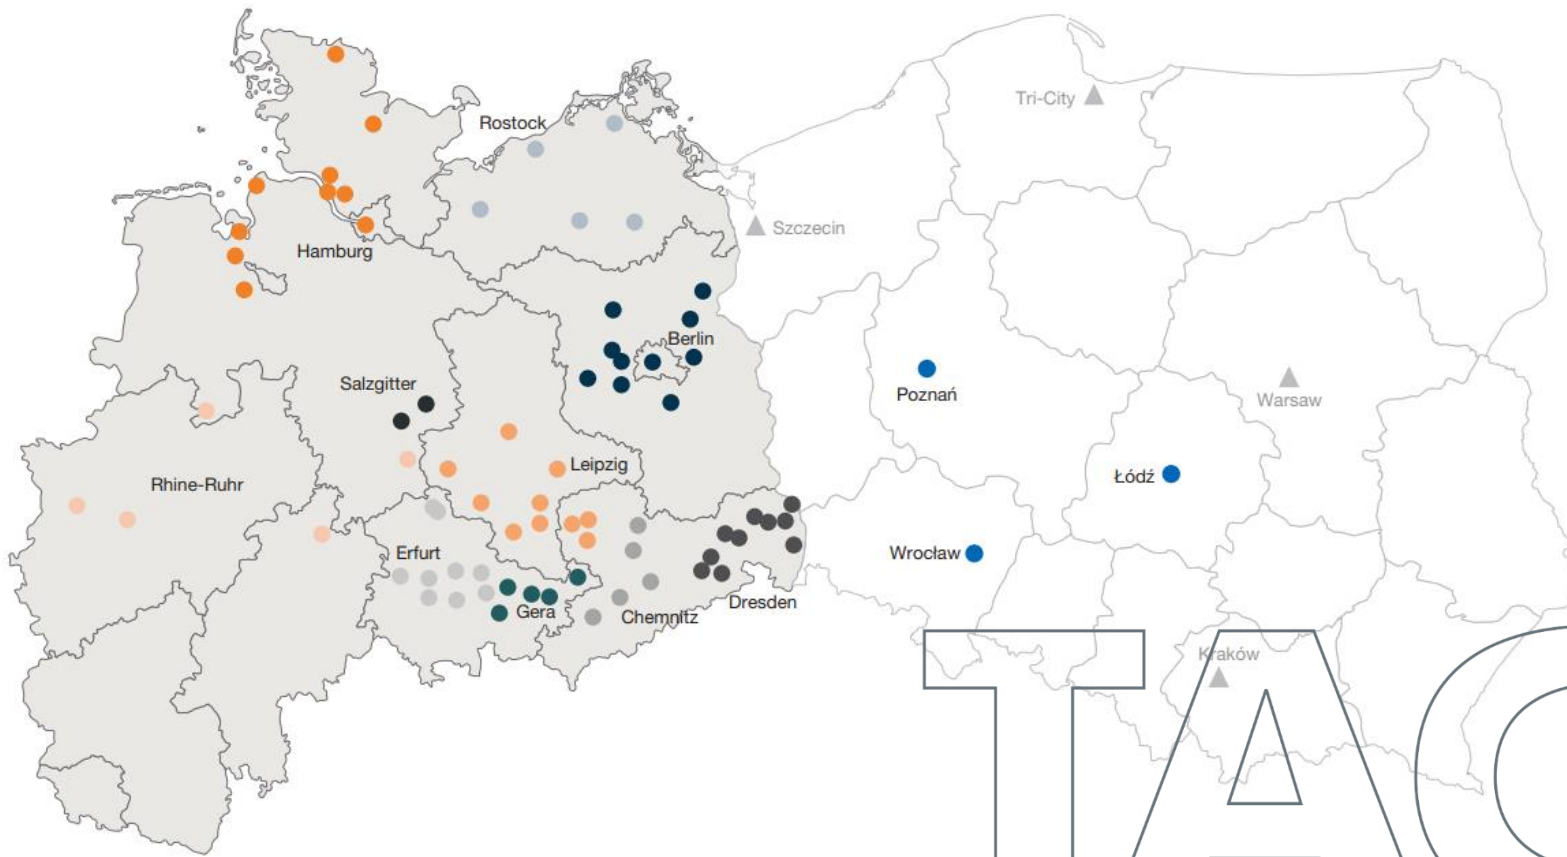 Tri-City
Rostock
Szczecin
Hamburg
Berlin
Salzgitter
Poznań
Warsaw
Leipzig
Łódź
Rhine-Ruhr
Erfurt
Wrocław
Dresden
Gera
Chemnitz
Kraków
TAG